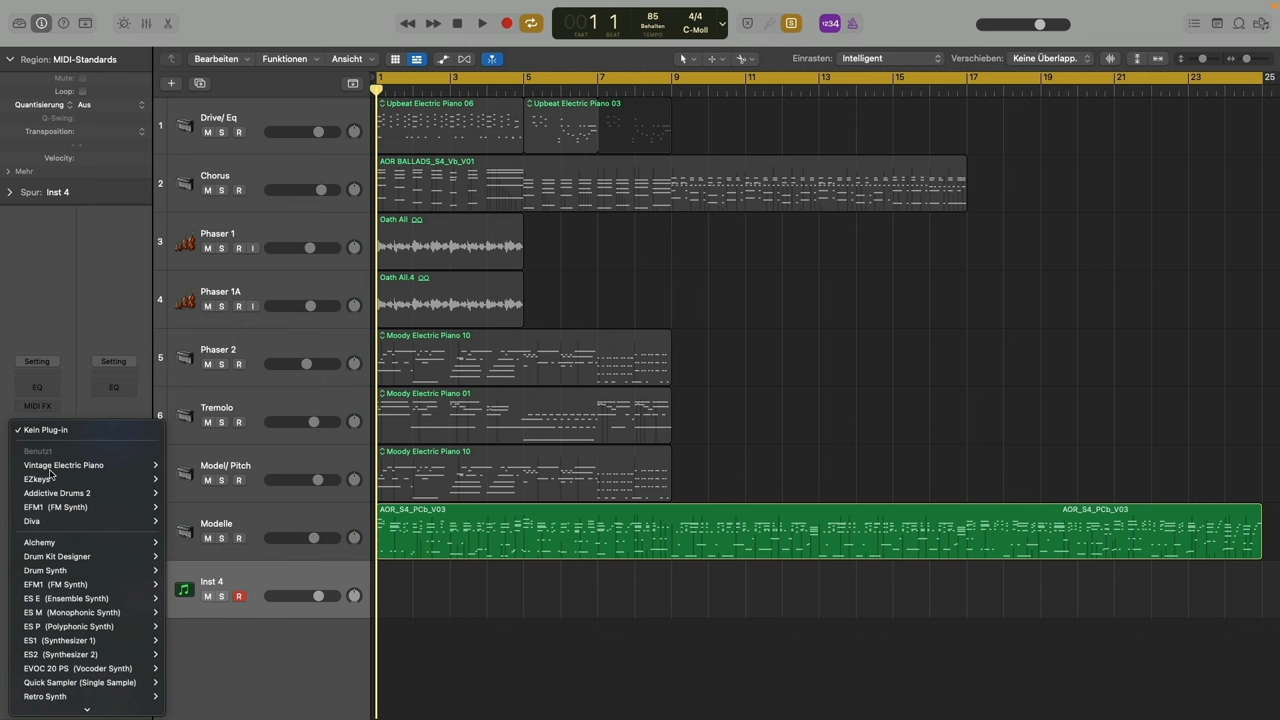 001 1
TAKT BEAT
85
Behalten
TEMPO
4/4
C-Moll
1234
Region: MIDI-Standards
Mute:
Loop:
Quantisierung Aus
Q-Swing:
Transposition:
Velocity:
Mehr
Spur: Inst 4
Bearbeiten Funktionen Ansicht
Einrasten: Intelligent
Verschieben: Keine Überlapp.
1 3 5 7 9 11 13 15 17 19 21 23 25
1 Drive/ Eq
M S R
Upbeat Electric Piano 06 Upbeat Electric Piano 03
2 Chorus
M S R
AOR BALLADS_S4_Vb_V01
3 Phaser 1
M S R I
Oath All
4 Phaser 1A
M S R I
Oath All.4
5 Phaser 2
M S R
Moody Electric Piano 10
6 Tremolo
M S R
Moody Electric Piano 01
Model/ Pitch
M S R
Moody Electric Piano 10
Modelle
M S R
AOR_S4_PCb_V03 AOR_S4_PCb_V03
Inst 4
M S R
Setting Setting
EQ EQ
MIDI FX
Kein Plug-in
Benutzt
Vintage Electric Piano
EZkeys
Addictive Drums 2
EFM1 (FM Synth)
Diva
Alchemy
Drum Kit Designer
Drum Synth
EFM1 (FM Synth)
ES E (Ensemble Synth)
ES M (Monophonic Synth)
ES P (Polyphonic Synth)
ES1 (Synthesizer 1)
ES2 (Synthesizer 2)
EVOC 20 PS (Vocoder Synth)
Quick Sampler (Single Sample)
Retro Synth